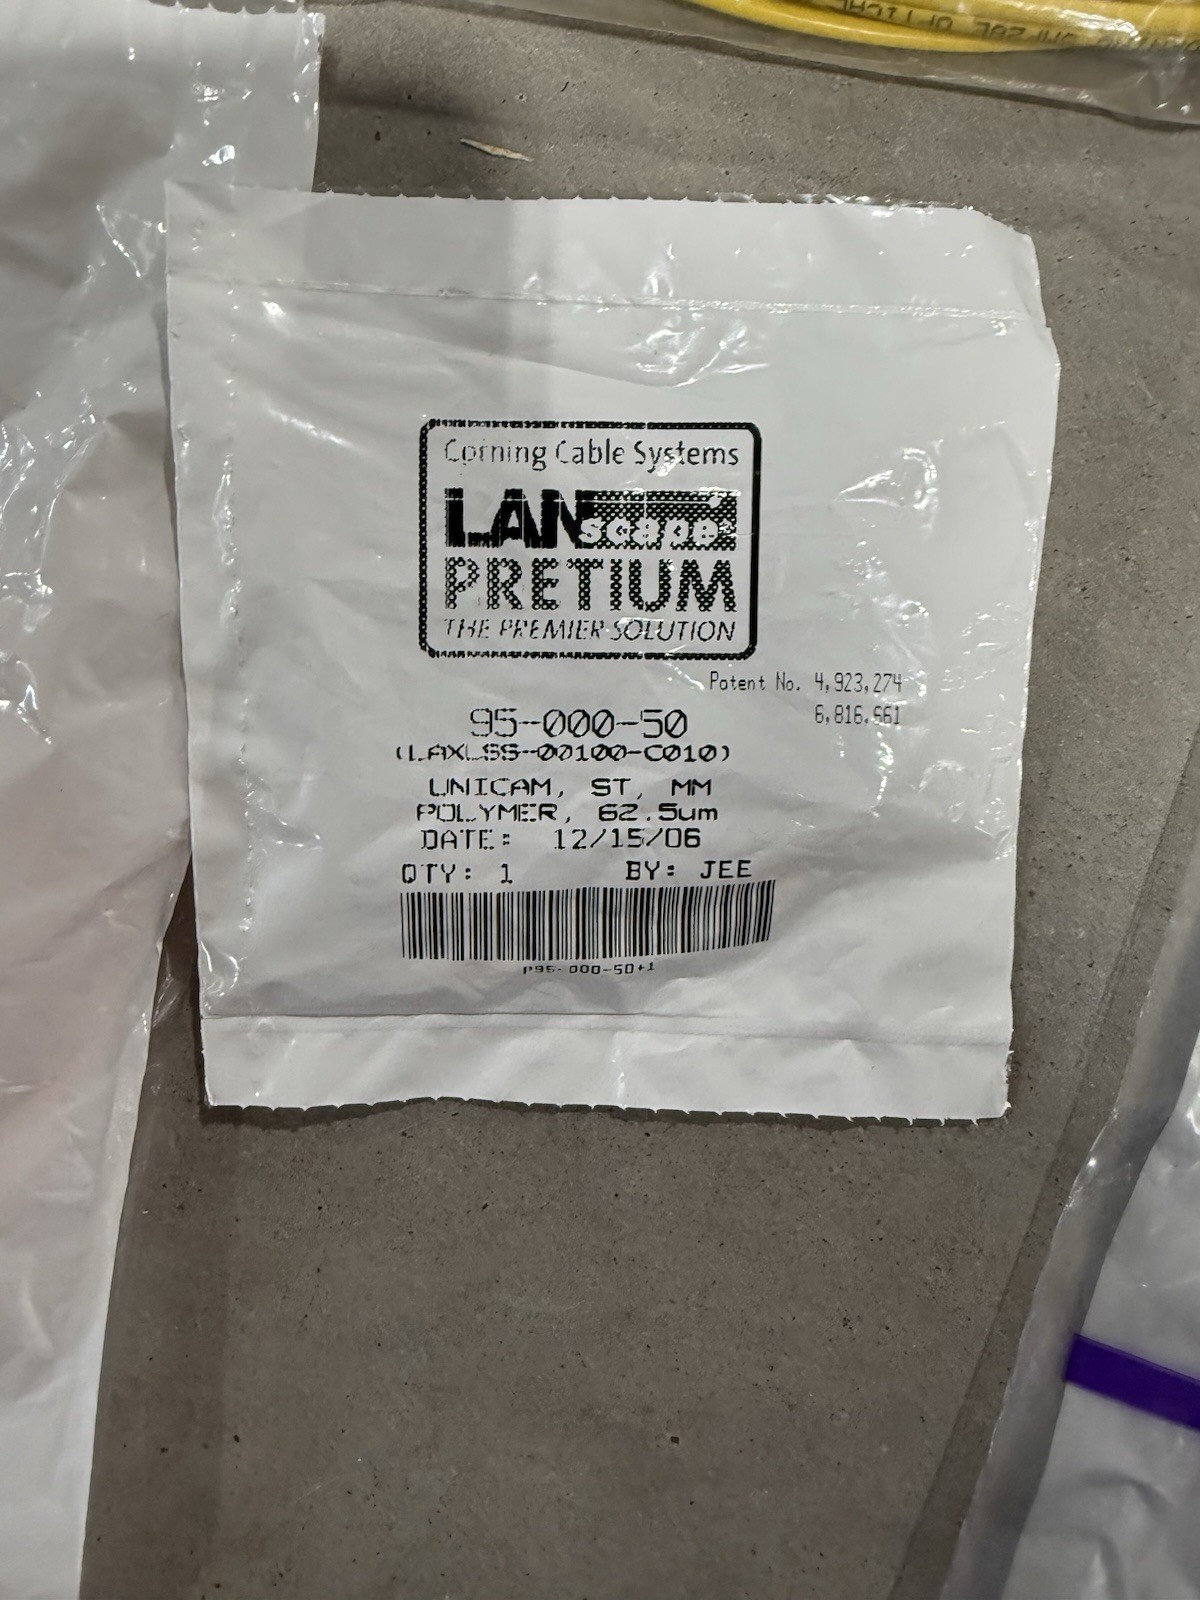 Corning Cable Systems
LANscape
PRETIUM
THE PREMIER SOLUTION
Patent No. 4,923,274
6,816,661
95-000-50
(LAXLSS-00100-C010)
UNICAM, ST, MM
POLYMER, 62.5um
DATE: 12/15/06
QTY: 1 BY: JEE
P95-000-50+1